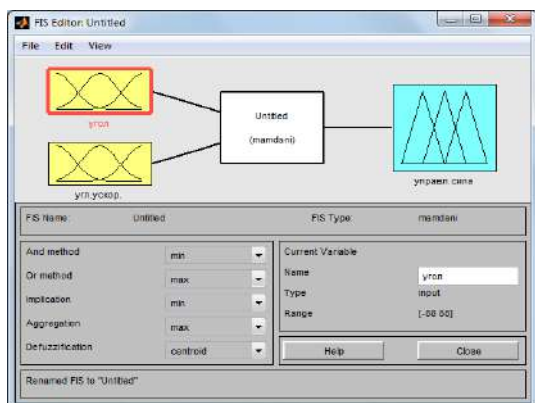 FIS Editor: Untitled
File Edit View
угол
Untitled
(mamdani)
угл.ускор.
управл.сила
FIS Name: Untitled FIS Type: mamdani
And method min
Or method max
Implication min
Aggregation max
Defuzzification centroid
Current Variable
Name угол
Type input
Range
Help Close
Renamed FIS to "Untitled"